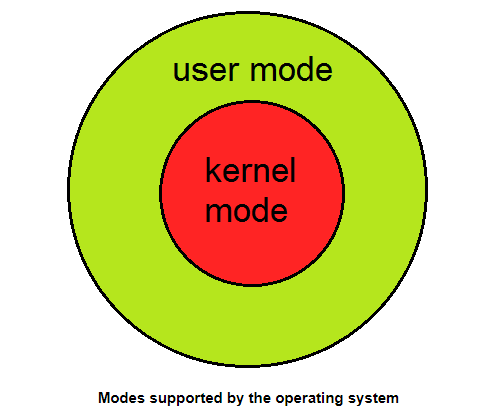 user mode
kernel
mode
Modes supported by the operating system